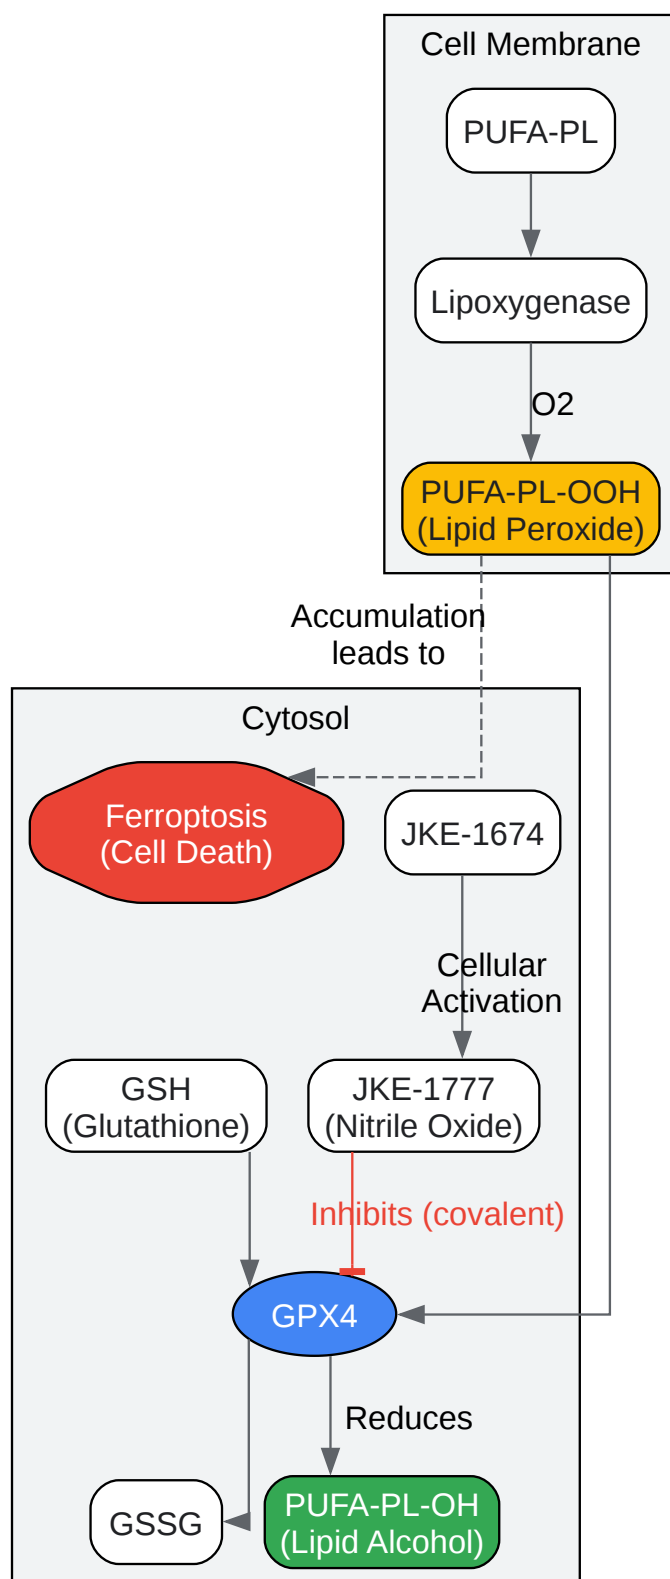 Cell Membrane
PUFA-PL
Lipoxygenase
O2
PUFA-PL-OOH
(Lipid Peroxide)
Accumulation
leads to
Cytosol
Ferroptosis
(Cell Death)
JKE-1674
Cellular
Activation
GSH
(Glutathione)
JKE-1777
(Nitrile Oxide)
Inhibits (covalent)
GPX4
Reduces
GSSG
PUFA-PL-OH
(Lipid Alcohol)